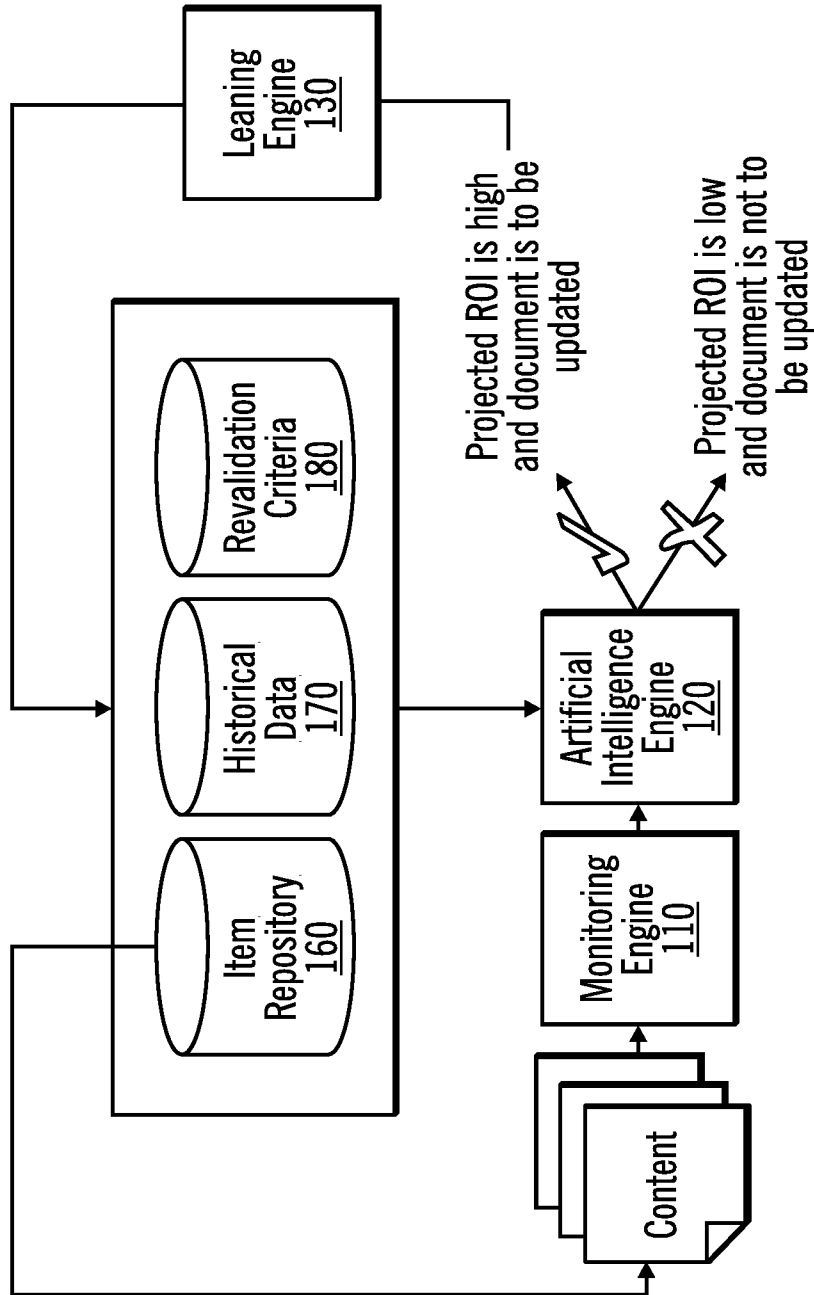 Item
Repository
160
Historical
Data
170
Revalidation
Criteria
180
Leaning
Engine
130
Content
Monitoring
Engine
110
Artificial
Intelligence
Engine
120
Projected ROI is high
and document is to be
updated
Projected ROI is low
and document is not to
be updated